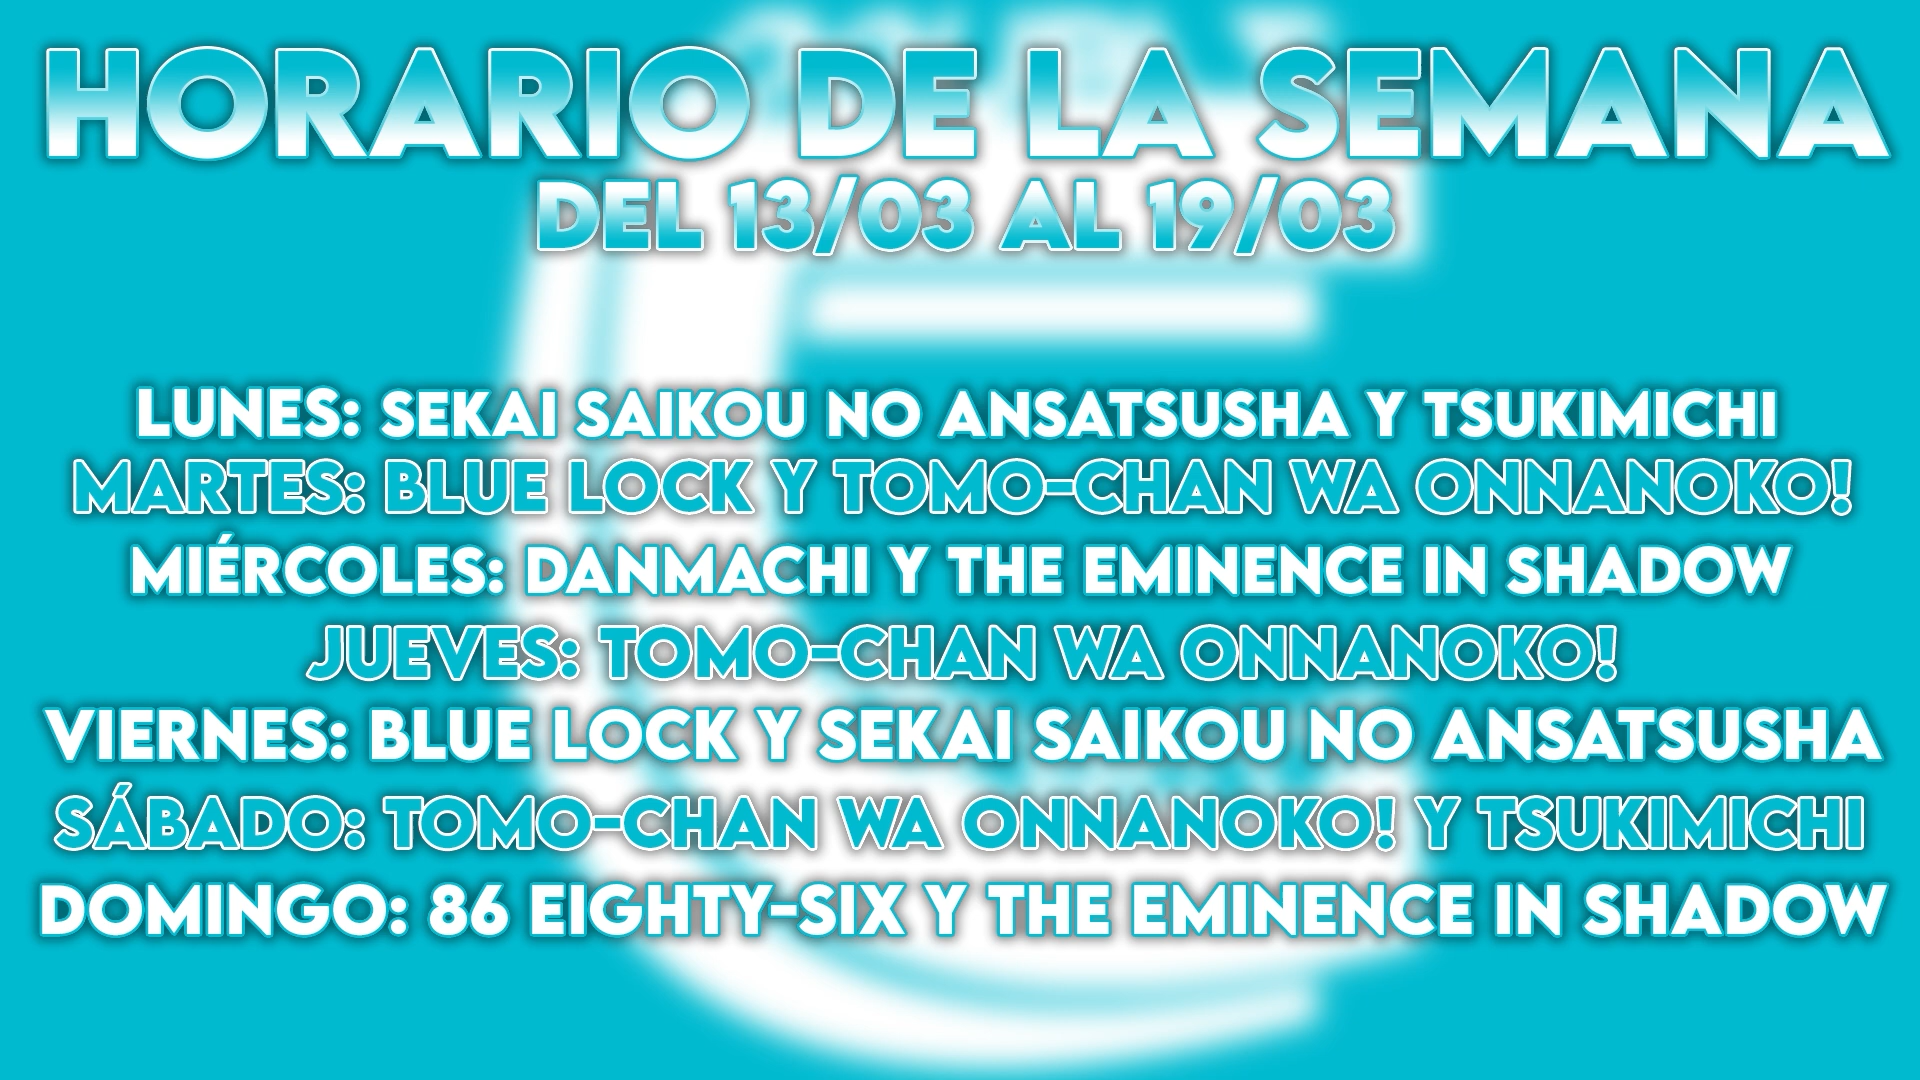 HORARIO DE LA SEMANA
DEL 13/03 AL 19/03
LUNES: SEKAI SAIKOU NO ANSATSUSHA Y TSUKIMICHI
MARTES: BLUE LOCK Y TOMO-CHAN WA ONNANOKO!
MIÉRCOLES: DANMACHI Y THE EMINENCE IN SHADOW
JUEVES: TOMO-CHAN WA ONNANOKO!
VIERNES: BLUE LOCK Y SEKAI SAIKOU NO ANSATSUSHA
SÁBADO: TOMO-CHAN WA ONNANOKO! Y TSUKIMICHI
DOMINGO: 86 EIGHTY-SIX Y THE EMINENCE IN SHADOW